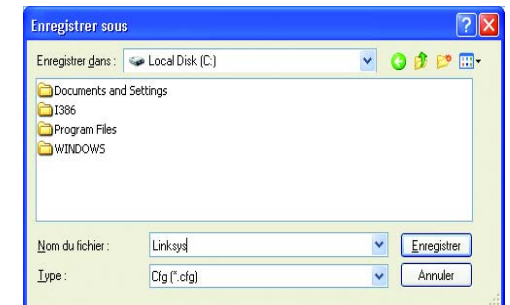 Enregistrer sous
Enregistrer dans : Local Disk (C:)
Documents and Settings
I386
Program Files
WINDOWS
Nom du fichier : Linksys Enregistrer
Type : Cfg (*.cfg) Annuler